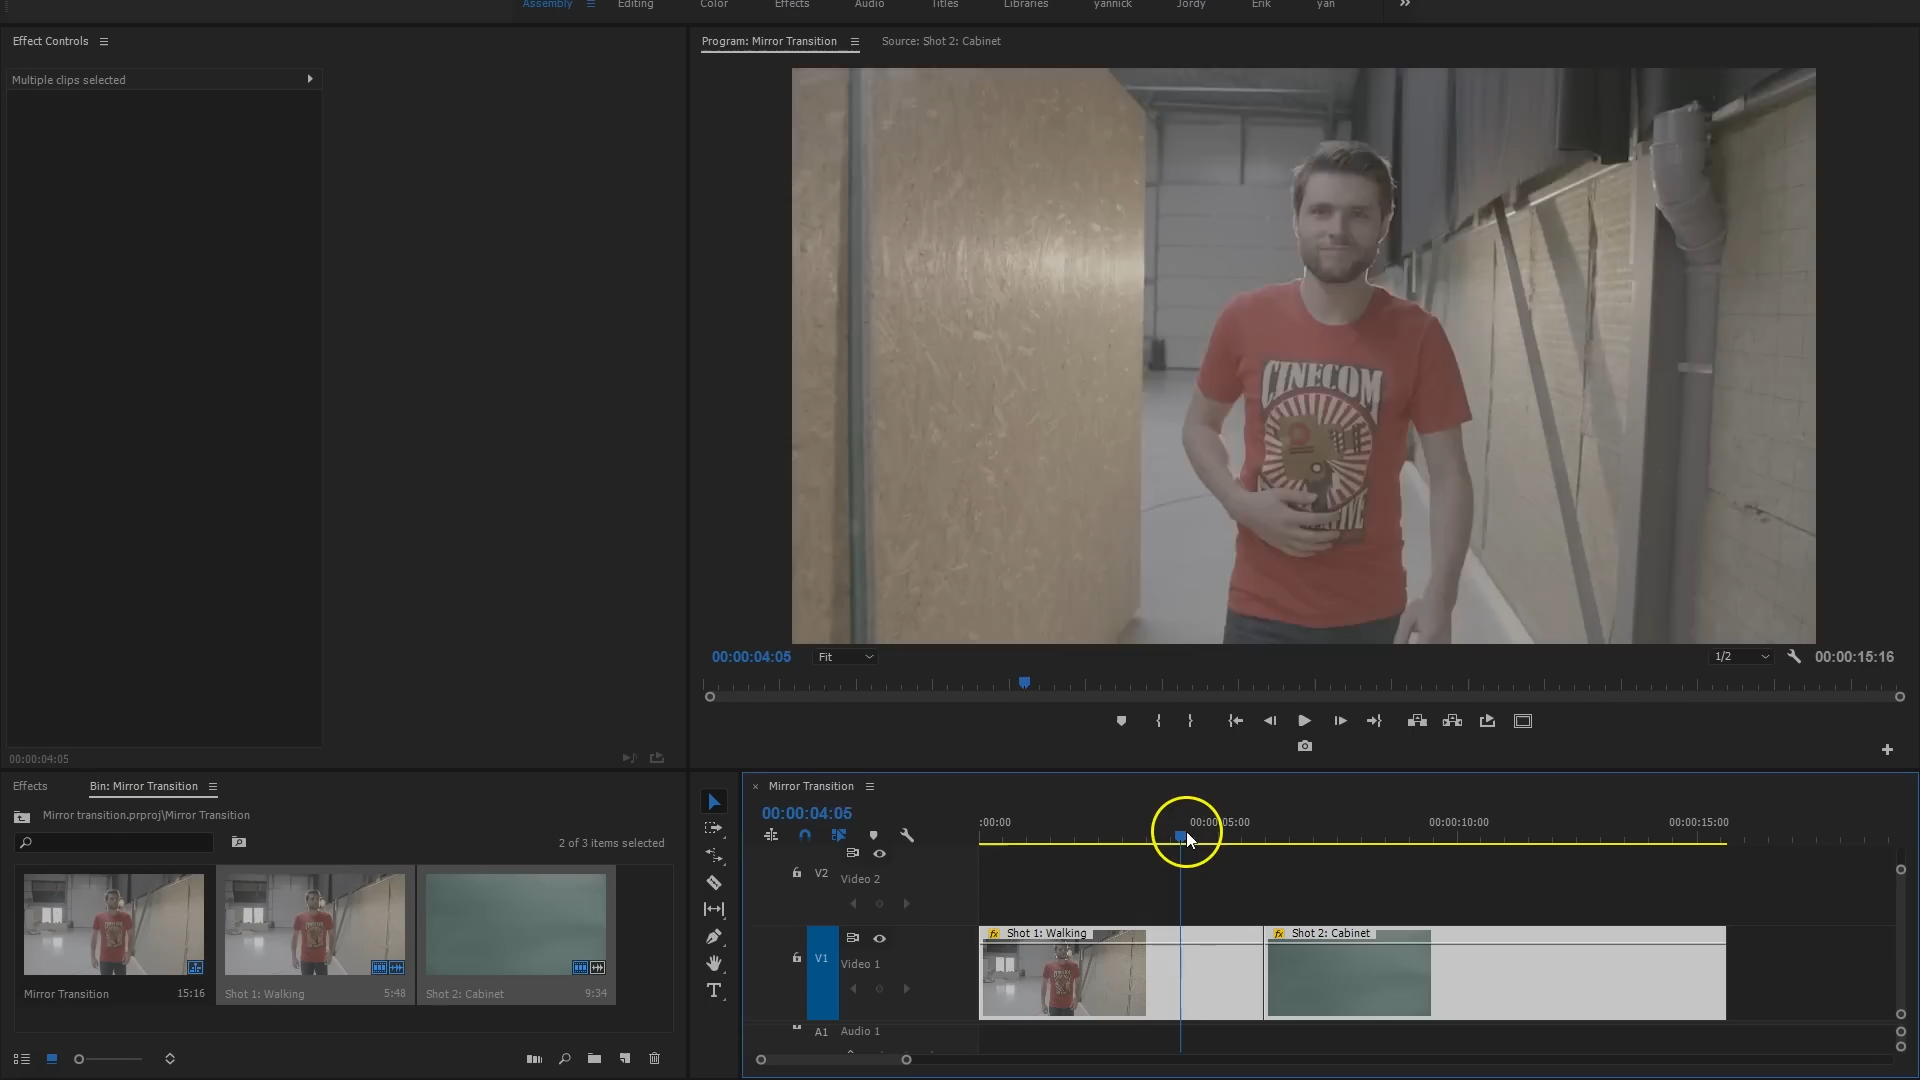 Assembly Editing Color Effects Audio Titles Libraries yannick Jordy Erik yan
Effect Controls
Program: Mirror Transition Source: Shot 2: Cabinet
Multiple clips selected
CINECOM
00:00:04:05 Fit 1/2 00:00:15:16
00:00:04:05
Effects Bin: Mirror Transition
Mirror transition.prproj\Mirror Transition
2 of 3 items selected
Mirror Transition 15:16
Shot 1: Walking 5:48
Shot 2: Cabinet 9:34
× Mirror Transition
00:00:04:05
:00:00 00:00:05:00 00:00:10:00 00:00:15:00
V2 Video 2
fx Shot 1: Walking fx Shot 2: Cabinet
V1 Video 1
A1 Audio 1